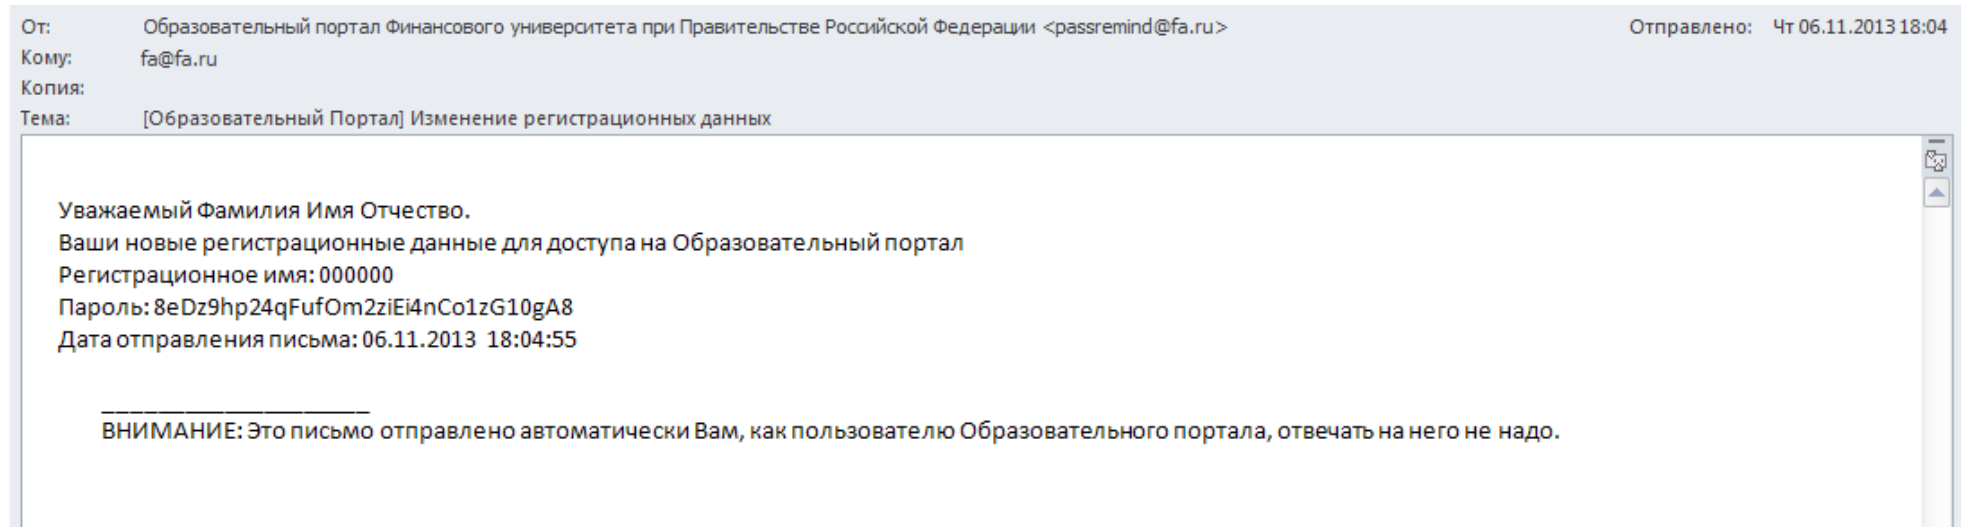 От: Образовательный портал Финансового университета при Правительстве Российской Федерации <passremind@fa.ru> Отправлено: Чт 06.11.2013 18:04
Кому: fa@fa.ru
Копия:
Тема: [Образовательный Портал] Изменение регистрационных данных
Уважаемый Фамилия Имя Отчество.
Ваши новые регистрационные данные для доступа на Образовательный портал
Регистрационное имя: 000000
Пароль: 8eDz9hp24qFufOm2ziEi4nCo1zG10gA8
Дата отправления письма: 06.11.2013 18:04:55
____________________
ВНИМАНИЕ: Это письмо отправлено автоматически Вам, как пользователю Образовательного портала, отвечать на него не надо.